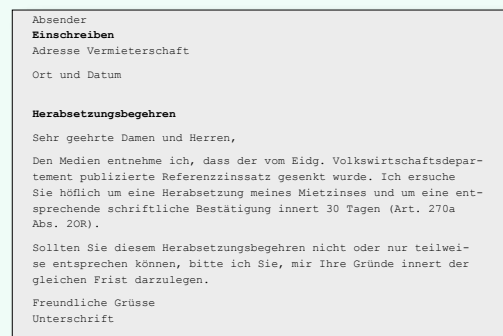 Absender
Einschreiben
Adresse Vermieterschaft
Ort und Datum
Herabsetzungsbegehren
Sehr geehrte Damen und Herren,
Den Medien entnehme ich, dass der vom Eidg. Volkswirtschaftsdepar-
tement publizierte Referenzzinssatz gesenkt wurde. Ich ersuche
Sie höflich um eine Herabsetzung meines Mietzinses und um eine ent-
sprechende schriftliche Bestätigung innert 30 Tagen (Art. 270a
Abs. 2OR).
Sollten Sie diesem Herabsetzungsbegehren nicht oder nur teilwei-
se entsprechen können, bitte ich Sie, mir Ihre Gründe innert der
gleichen Frist darzulegen.
Freundliche Grüsse
Unterschrift